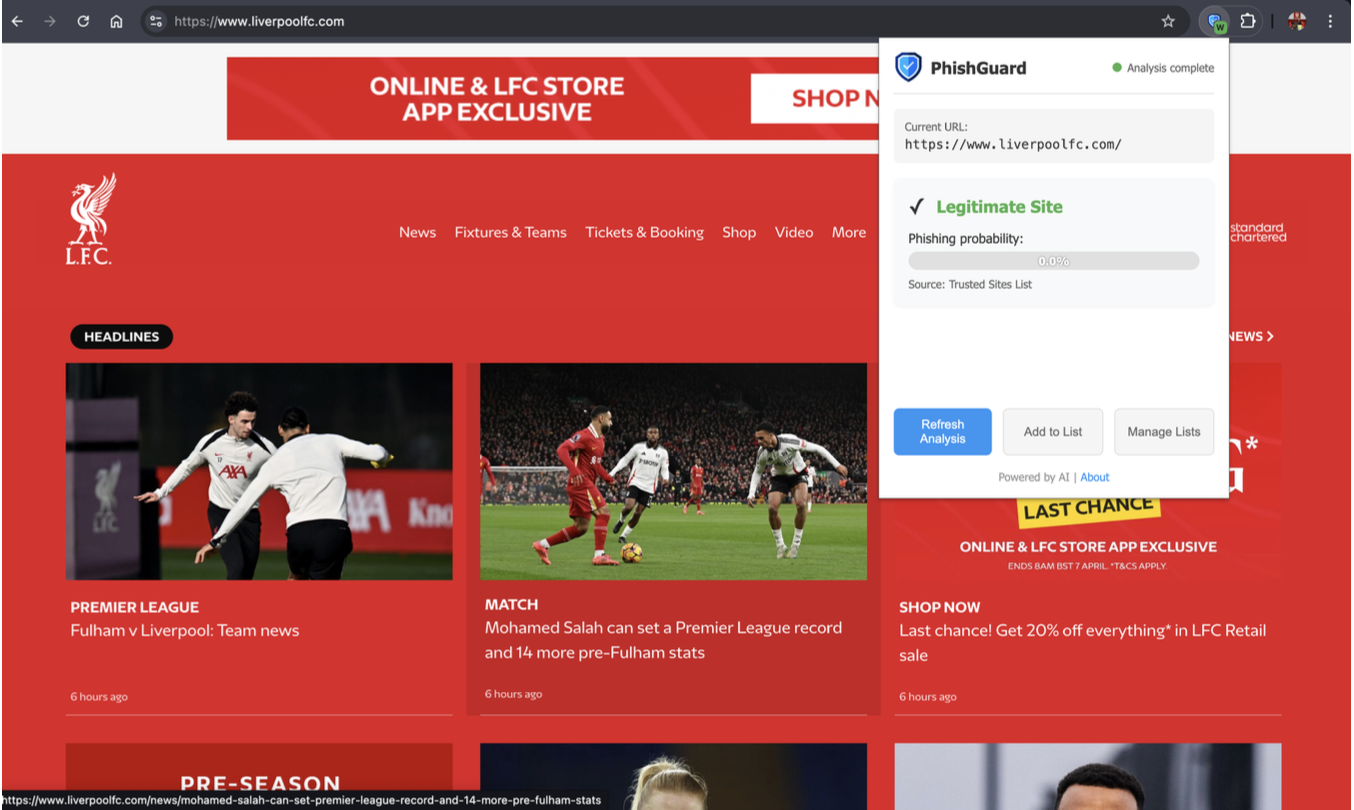 https://www.liverpoolfc.com
W
ONLINE & LFC STORE
APP EXCLUSIVE
SHOP N
PhishGuard
Analysis complete
Current URL:
https://www.liverpoolfc.com/
✓ Legitimate Site
Phishing probability:
0.0%
Source: Trusted Sites List
Refresh
Analysis
Add to List
Manage Lists
Powered by AI | About
L.F.C.
News
Fixtures & Teams
Tickets & Booking
Shop
Video
More
standard
chartered
HEADLINES
NEWS >
AXA
LFC
AXA
LAST CHANCE
ONLINE & LFC STORE APP EXCLUSIVE
ENDS 8AM BST 7 APRIL. *T&CS APPLY.
PREMIER LEAGUE
Fulham v Liverpool: Team news
6 hours ago
MATCH
Mohamed Salah can set a Premier League record
and 14 more pre-Fulham stats
6 hours ago
SHOP NOW
Last chance! Get 20% off everything* in LFC Retail
sale
6 hours ago
PRE-SEASON
https://www.liverpoolfc.com/news/mohamed-salah-can-set-premier-league-record-and-14-more-pre-fulham-stats